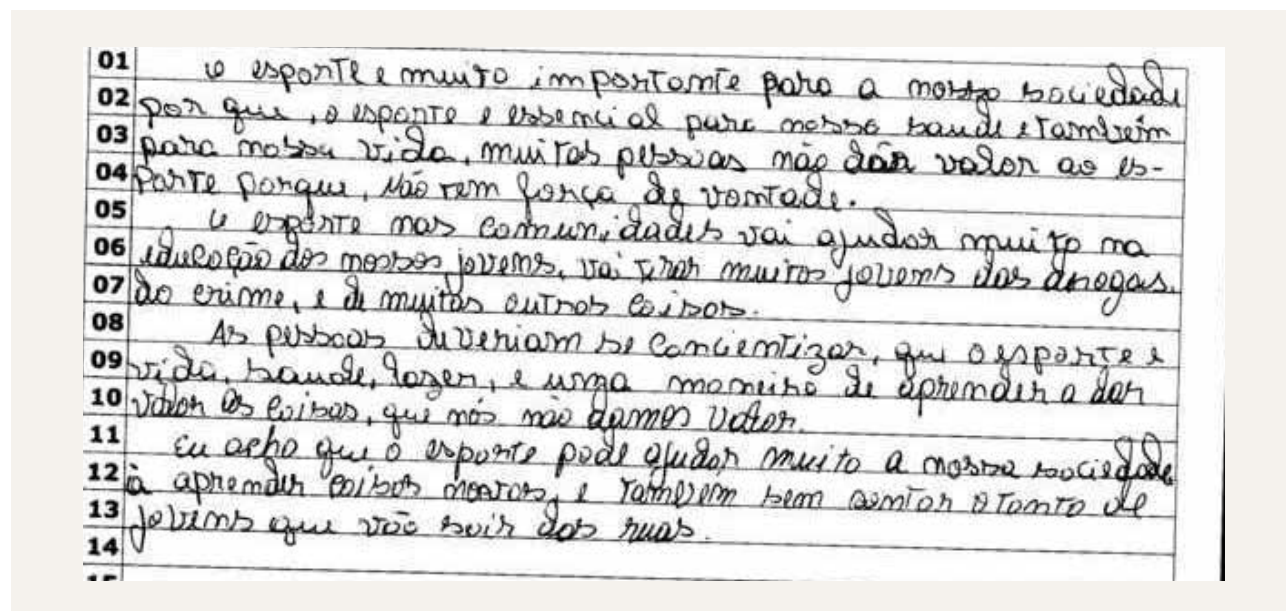 01 o esporte e muito importante para a nossa sociedade
02 por que, o esporte e essencial para nossa saude e tambeim
03 para nossa vida, muitas pessoas não dão valor ao es-
04 porte porque, não tem força de vontade.
05 o esporte nas comunidades vai ajudar muito na
06 educação dos nossos jovens, vai tirar muitos jovens das drogas.
07 do crime, e de muitas outras coisas.
08 As pessoas deveriam se concientizar, que o esporte e
09 vida, saude, lazer, e uma maneira de aprender a dar
10 valor as coisas, que nós não damos valor.
11 Eu acho que o esporte pode ajudar muito a nossa sociedade
12 à aprender coisas novas, e também sem contar o tanto de
13 jovens que vão sair das ruas.
14